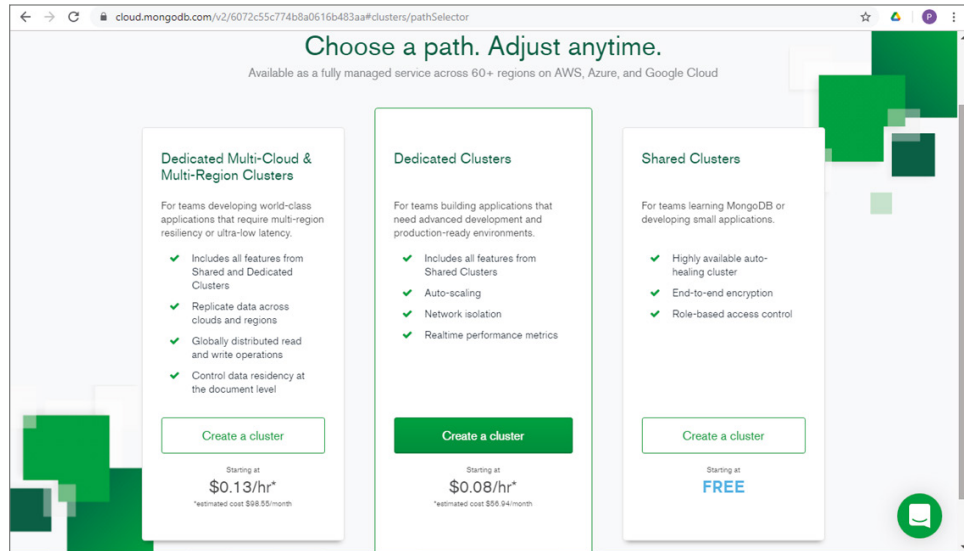 cloud.mongodb.com/v2/6072c55c774b8a0616b483aa#clusters/pathSelector
P
Choose a path. Adjust anytime.
Available as a fully managed service across 60+ regions on AWS, Azure, and Google Cloud
Dedicated Multi-Cloud &
Multi-Region Clusters
For teams developing world-class
applications that require multi-region
resiliency or ultra-low latency.
Includes all features from
Shared and Dedicated
Clusters
Replicate data across
clouds and regions
Globally distributed read
and write operations
Control data residency at
the document level
Create a cluster
Starting at
$0.13/hr*
*estimated cost $98.55/month
Dedicated Clusters
For teams building applications that
need advanced development and
production-ready environments.
Includes all features from
Shared Clusters
Auto-scaling
Network isolation
Realtime performance metrics
Create a cluster
Starting at
$0.08/hr*
*estimated cost $56.94/month
Shared Clusters
For teams learning MongoDB or
developing small applications.
Highly available auto-
healing cluster
End-to-end encryption
Role-based access control
Create a cluster
Starting at
FREE